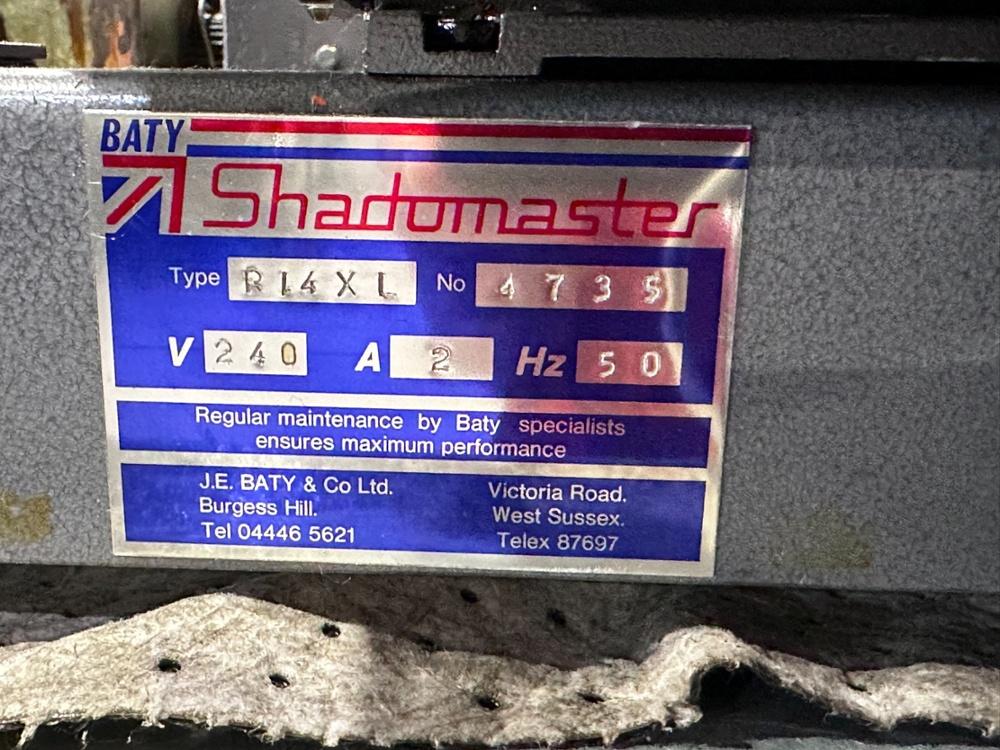 BATY
Shadomaster
Type R14XL No 4735
V 240 A 2 Hz 50
Regular maintenance by Baty specialists
ensures maximum performance
J.E. BATY & Co Ltd. Victoria Road.
Burgess Hill. West Sussex.
Tel 04446 5621 Telex 87697